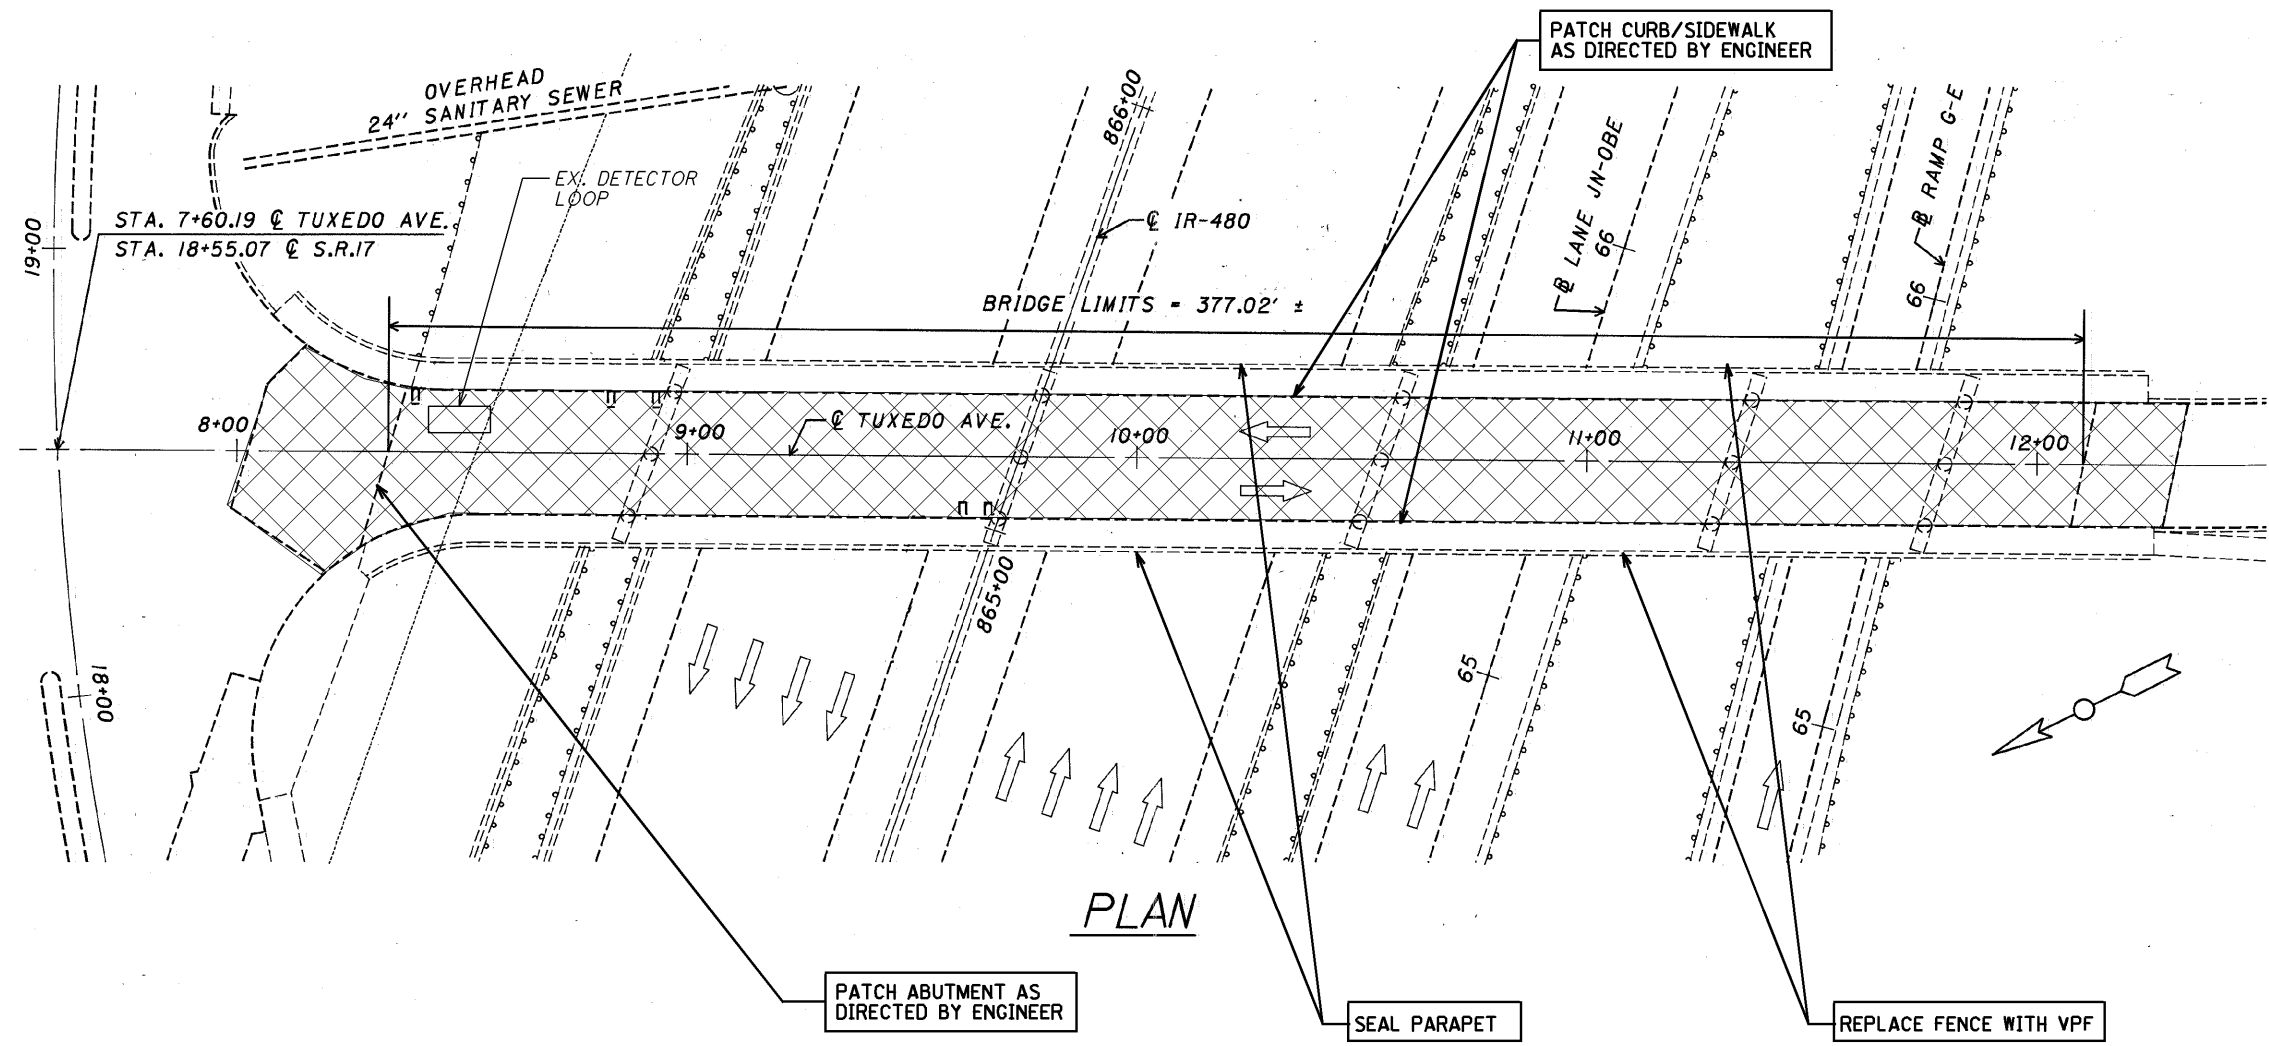 PATCH CURB/SIDEWALK
AS DIRECTED BY ENGINEER
OVERHEAD
24'' SANITARY SEWER
866+00
EX. DETECTOR
LOOP
STA. 7+60.19 ℄ TUXEDO AVE.
STA. 18+55.07 ℄ S.R.17
19+00
℄ IR-480
BRIDGE LIMITS = 377.02' ±
LANE JN-OBE
66
RAMP G-E
66
8+00
9+00
℄ TUXEDO AVE.
10+00
11+00
12+00
865+00
65
65
18+00
PLAN
PATCH ABUTMENT AS
DIRECTED BY ENGINEER
SEAL PARAPET
REPLACE FENCE WITH VPF